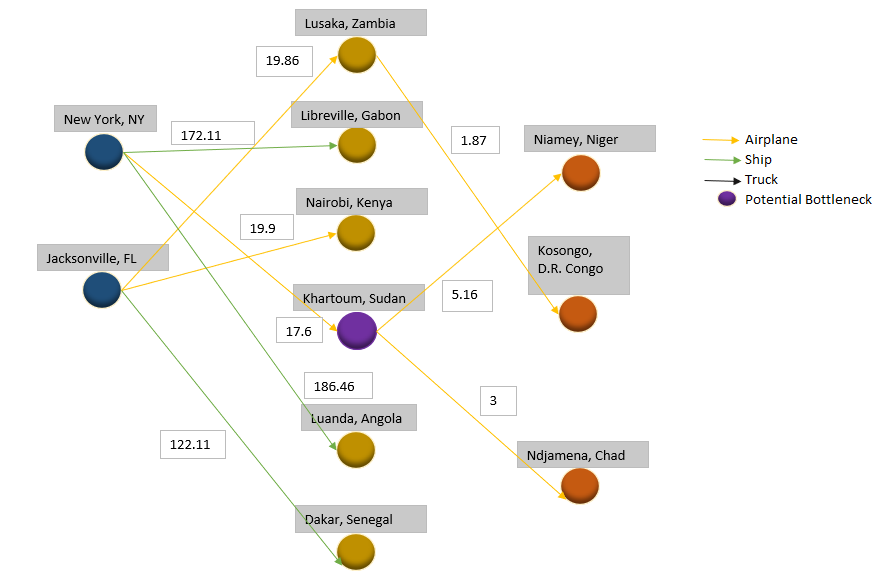 Lusaka, Zambia
19.86
New York, NY
172.11
Libreville, Gabon
1.87
Niamey, Niger
Airplane
Ship
Truck
Potential Bottleneck
Nairobi, Kenya
19.9
Jacksonville, FL
Kosongo,
D.R. Congo
Khartoum, Sudan
5.16
17.6
186.46
3
Luanda, Angola
122.11
Ndjamena, Chad
Dakar, Senegal